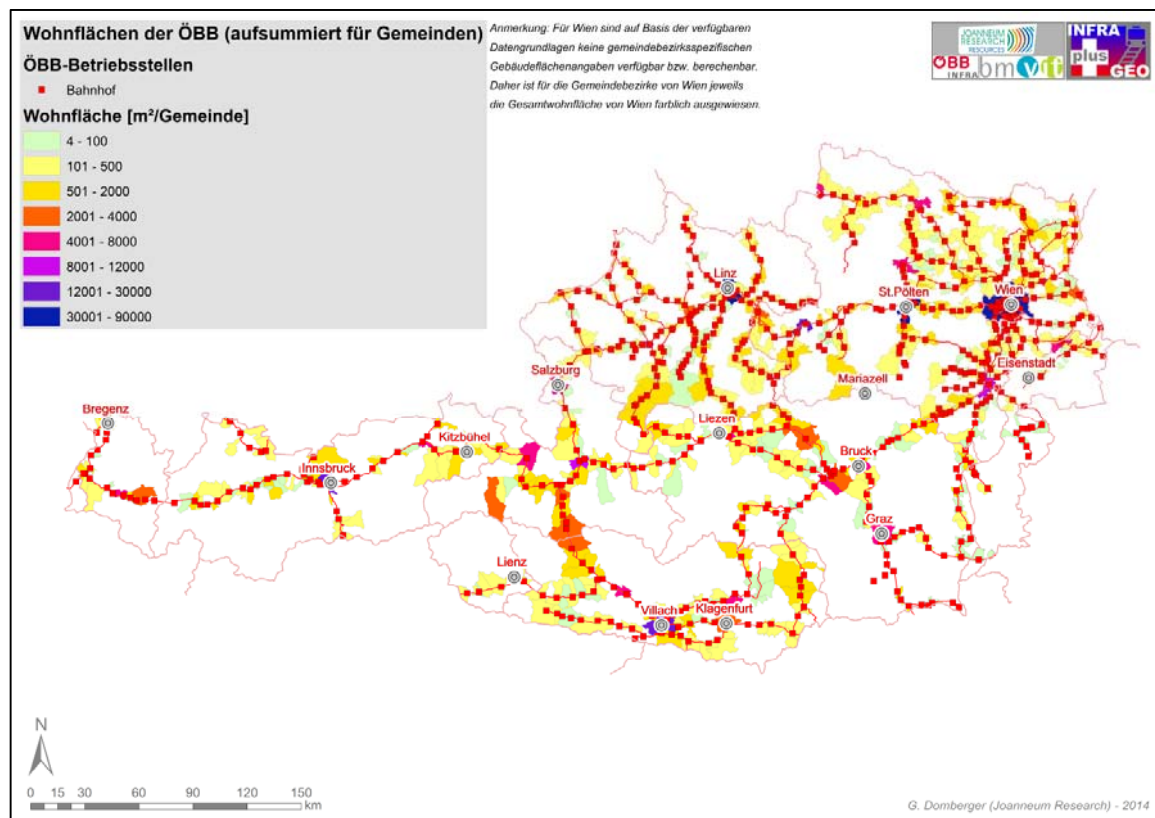 Wohnflächen der ÖBB (aufsummiert für Gemeinden)
ÖBB-Betriebsstellen
Bahnhof
Wohnfläche [m²/Gemeinde]
4 - 100
101 - 500
501 - 2000
2001 - 4000
4001 - 8000
8001 - 12000
12001 - 30000
30001 - 90000
Anmerkung: Für Wien sind auf Basis der verfügbaren
Datengrundlagen keine gemeindebezirksspezifischen
Gebäudeflächenangaben verfügbar bzw. berechenbar.
Daher ist für die Gemeindebezirke von Wien jeweils
die Gesamtwohnfläche von Wien farblich ausgewiesen.
JOANNEUM
RESEARCH
RESOURCES
ÖBB
INFRA
bmvit
INFRA
plus
GEO
Linz
St.Pölten
Wien
Salzburg
Mariazell
Eisenstadt
Bregenz
Kitzbühel
Liezen
Innsbruck
Bruck
Graz
Lienz
Villach
Klagenfurt
N
0 15 30 60 90 120 150
km
G. Domberger (Joanneum Research) - 2014